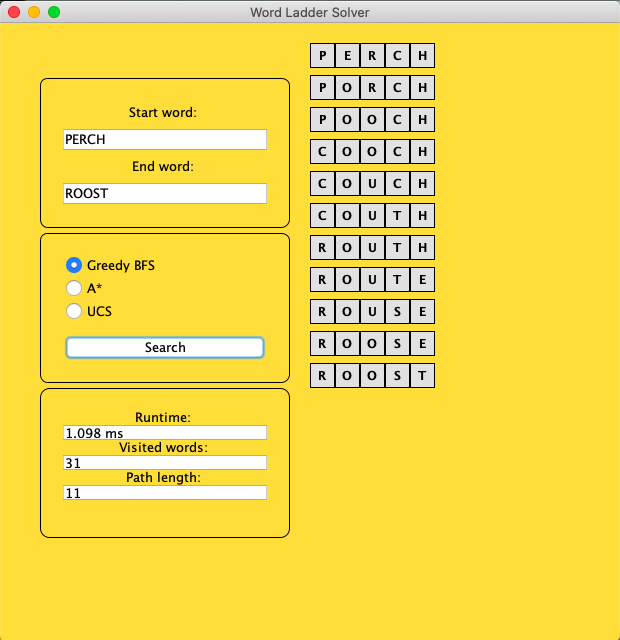 Word Ladder Solver
Start word:
PERCH
End word:
ROOST
Greedy BFS
A*
UCS
Search
Runtime:
1.098 ms
Visited words:
31
Path length:
11
P E R C H
P O R C H
P O O C H
C O O C H
C O U C H
C O U T H
R O U T H
R O U T E
R O U S E
R O O S E
R O O S T